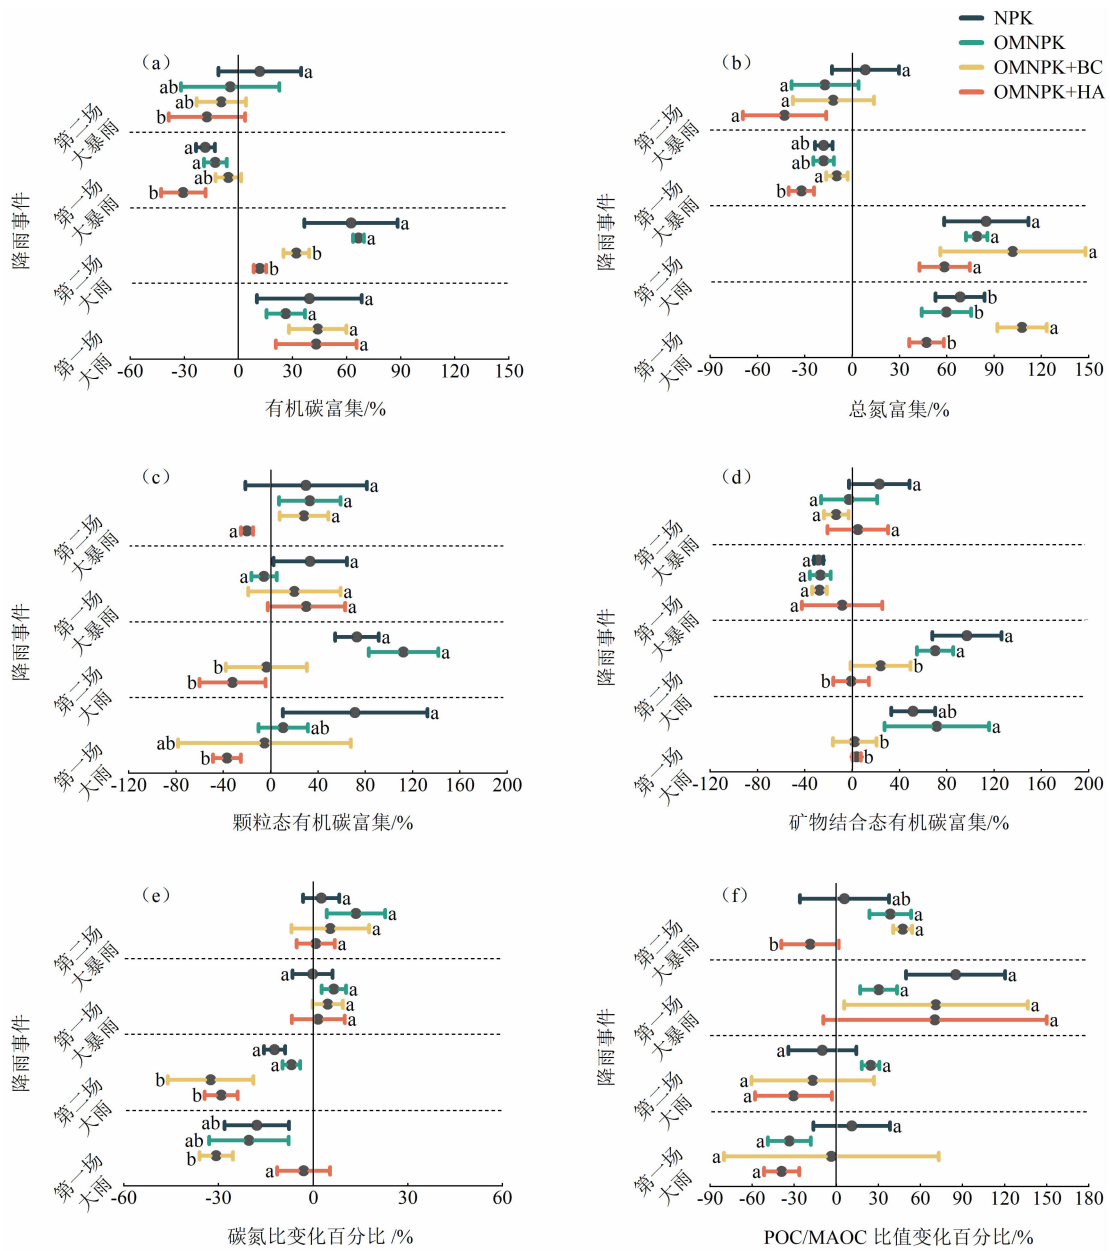 NPK
OMNPK
OMNPK+BC
OMNPK+HA
（a）
a
ab
ab
b
第二场
大暴雨
a
a
ab
b
第一场
大暴雨
a
a
b
b
第二场
大雨
a
a
a
a
第一场
大雨
降雨事件
-60 -30 0 30 60 90 120 150
有机碳富集/%
（b）
a
a
a
a
第二场
大暴雨
ab
ab
a
b
第一场
大暴雨
a
a
a
a
第二场
大雨
b
b
a
b
第一场
大雨
降雨事件
-90 -60 -30 0 30 60 90 120 150
总氮富集/%
（c）
a
a
a
a
第二场
大暴雨
a
a
a
a
第一场
大暴雨
a
a
b
b
第二场
大雨
a
ab
ab
b
第一场
大雨
降雨事件
-120 -80 -40 0 40 80 120 160 200
颗粒态有机碳富集/%
（d）
a
a
a
a
第二场
大暴雨
a
a
a
a
第一场
大暴雨
a
a
b
b
第二场
大雨
ab
a
b
b
第一场
大雨
降雨事件
-120 -80 -40 0 40 80 120 160 200
矿物结合态有机碳富集/%
（e）
a
a
a
a
第二场
大暴雨
a
a
a
a
第一场
大暴雨
a
a
b
b
第二场
大雨
ab
ab
b
a
第一场
大雨
降雨事件
-60 -30 0 30 60
碳氮比变化百分比 /%
（f）
ab
a
a
b
第二场
大暴雨
a
a
a
a
第一场
大暴雨
a
a
a
a
第二场
大雨
a
a
a
a
第一场
大雨
降雨事件
-90 -60 -30 0 30 60 90 120 150 180
POC/MAOC 比值变化百分比/%